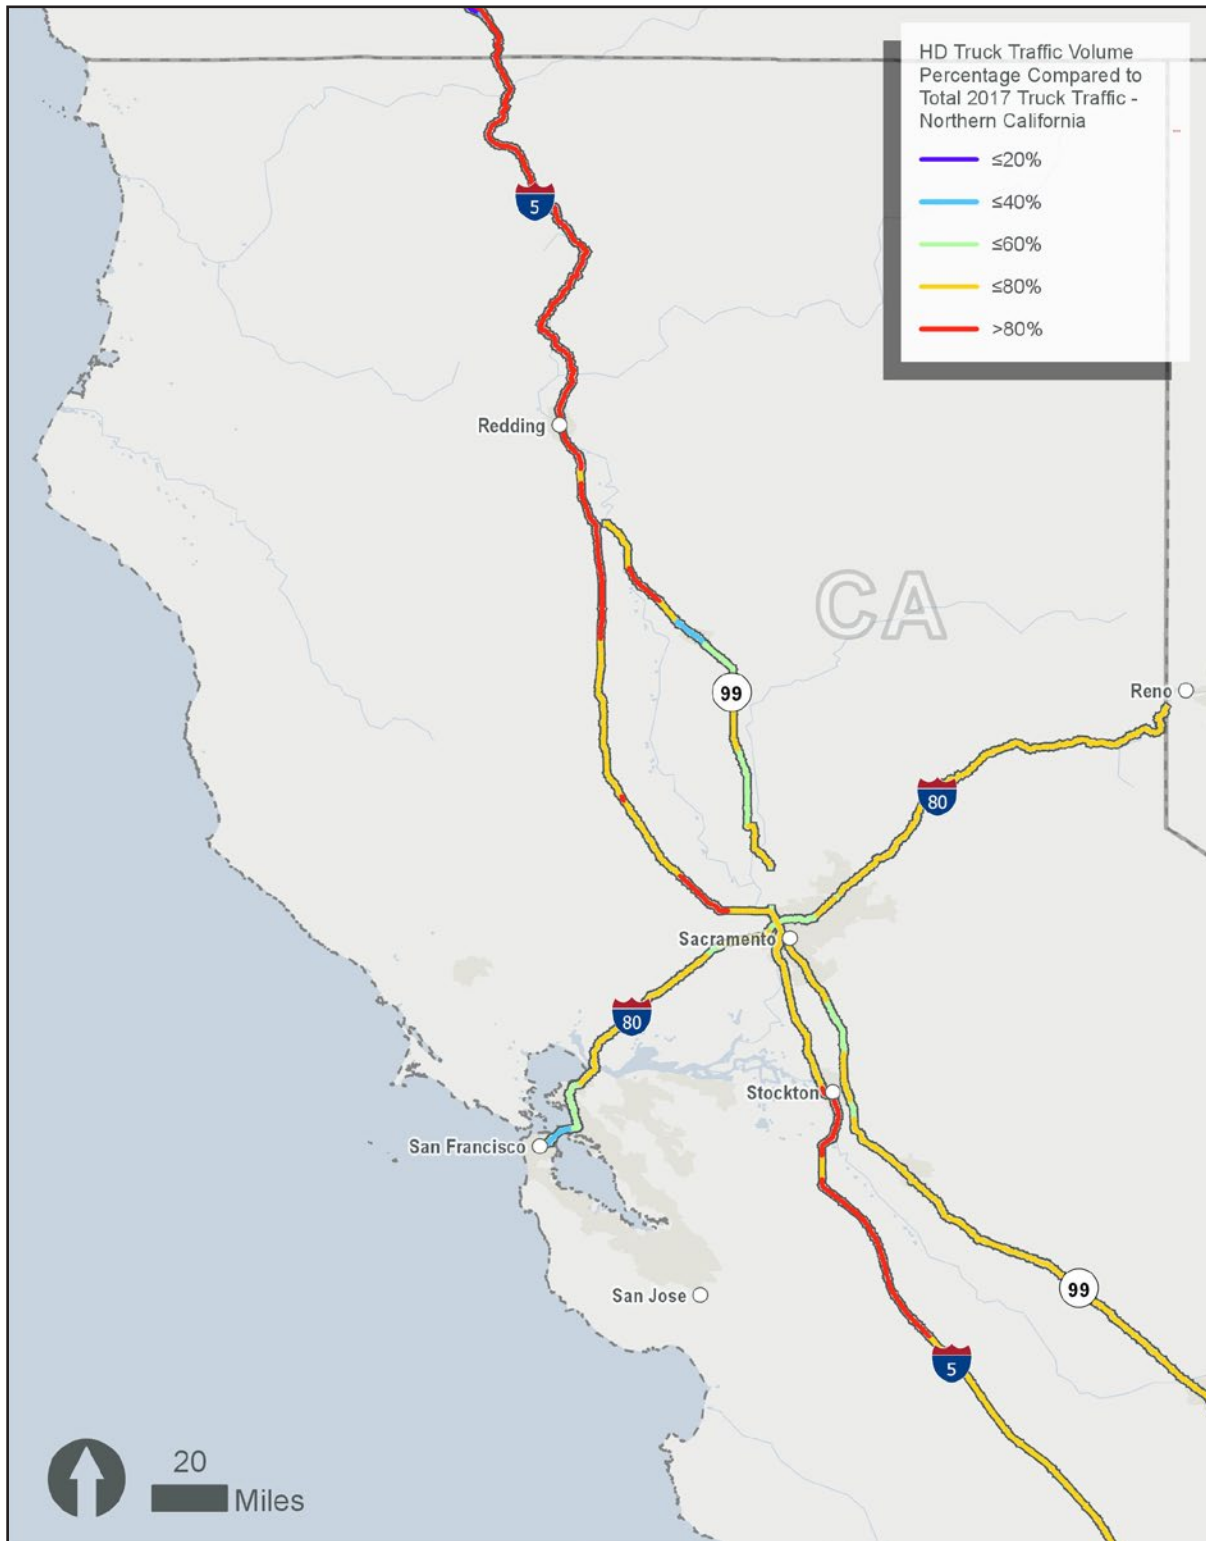 HD Truck Traffic Volume
Percentage Compared to
Total 2017 Truck Traffic -
Northern California
≤20%
≤40%
≤60%
≤80%
>80%
5
Redding
CA
99
Reno
80
Sacramento
80
Stockton
San Francisco
San Jose
99
5
20
Miles